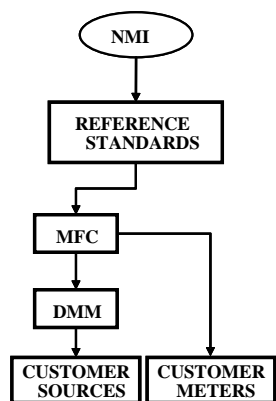 NMI
REFERENCE
STANDARDS
MFC
DMM
CUSTOMER
SOURCES
CUSTOMER
METERS